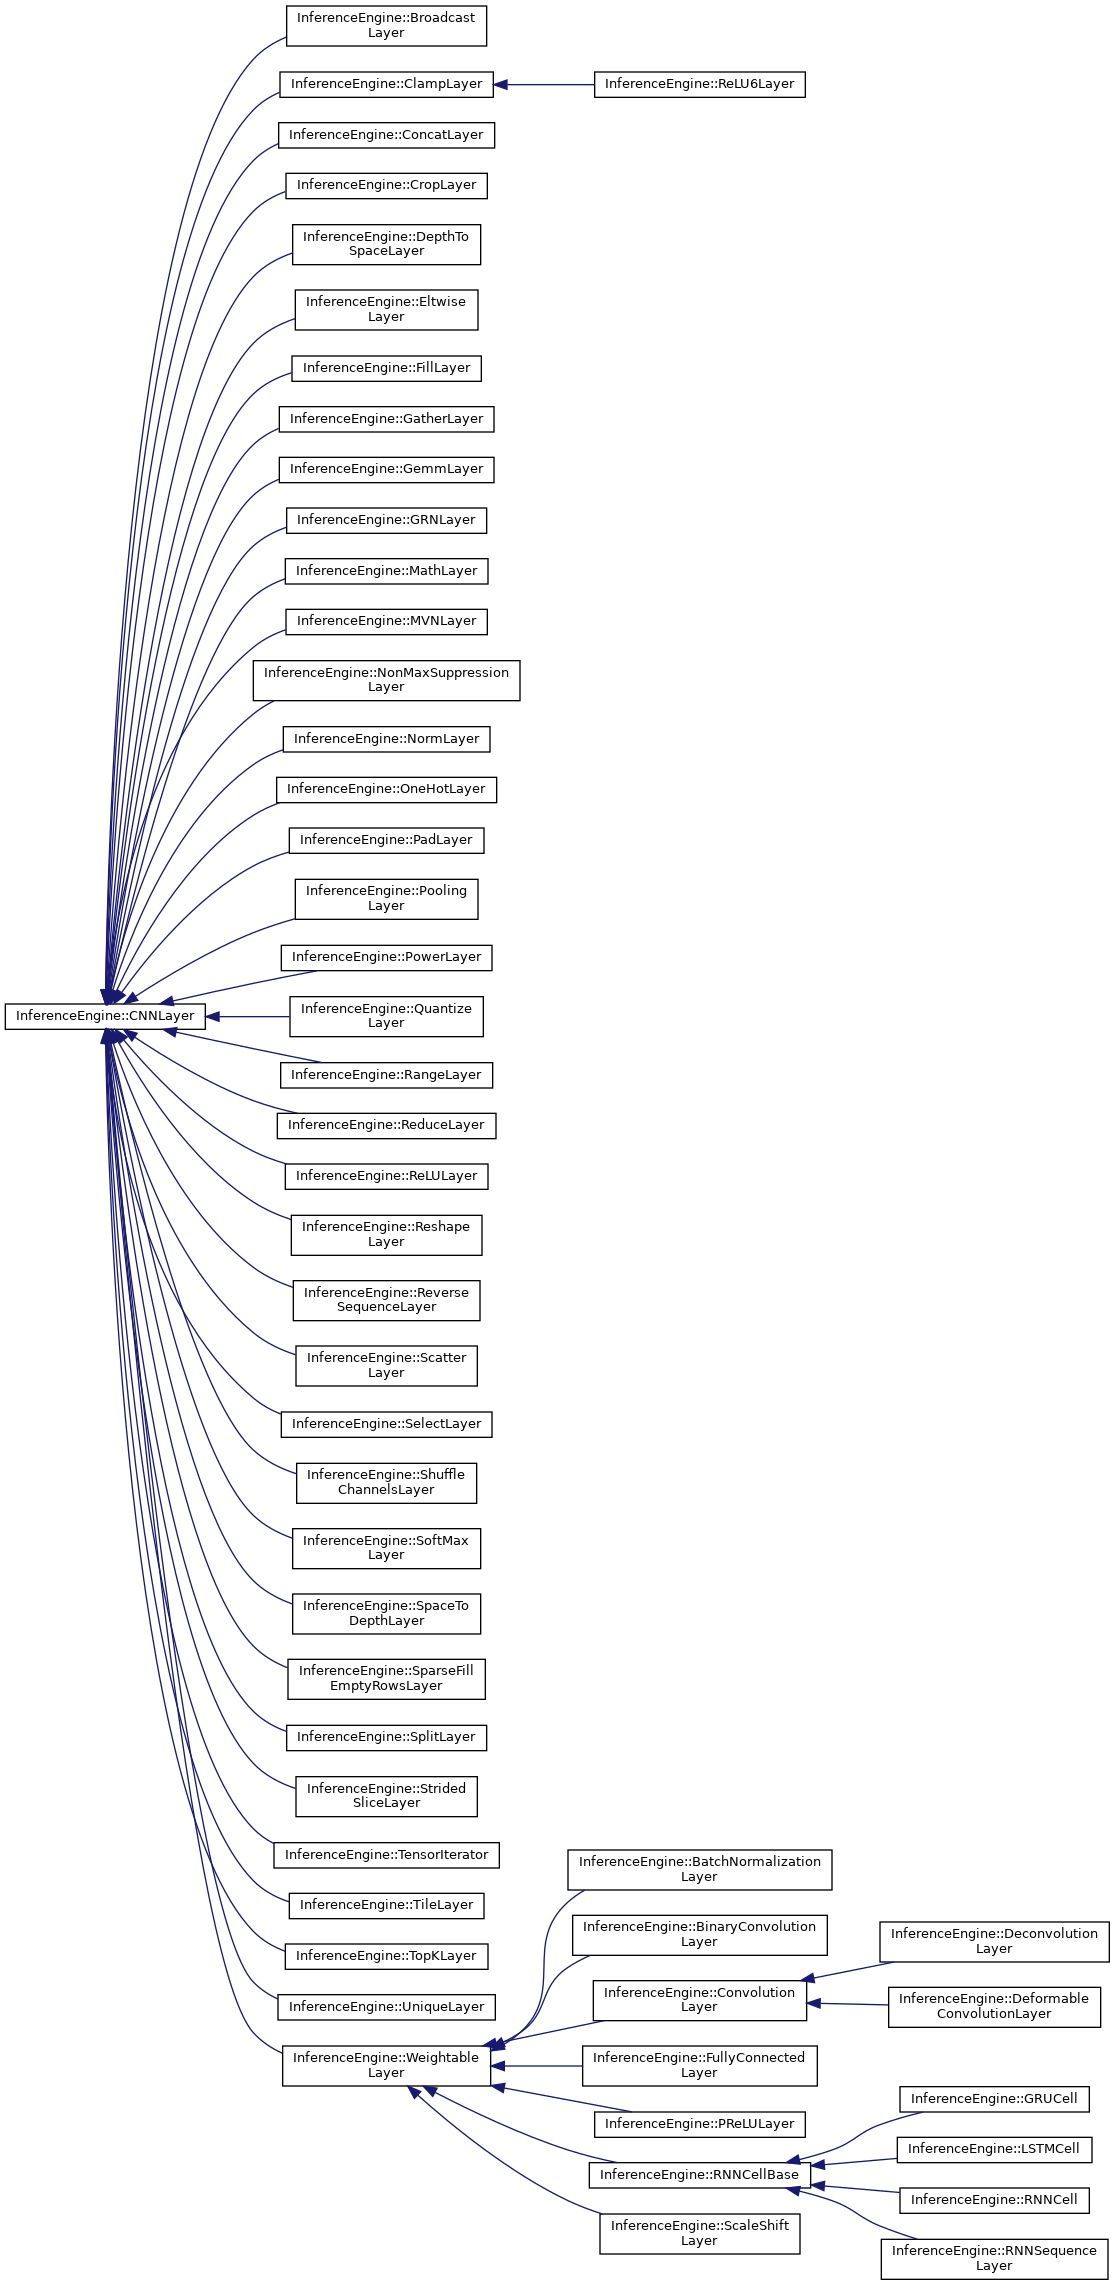 InferenceEngine::Broadcast
Layer
InferenceEngine::ClampLayer
InferenceEngine::ReLU6Layer
InferenceEngine::ConcatLayer
InferenceEngine::CropLayer
InferenceEngine::DepthTo
SpaceLayer
InferenceEngine::Eltwise
Layer
InferenceEngine::FillLayer
InferenceEngine::GatherLayer
InferenceEngine::GemmLayer
InferenceEngine::GRNLayer
InferenceEngine::MathLayer
InferenceEngine::MVNLayer
InferenceEngine::NonMaxSuppression
Layer
InferenceEngine::NormLayer
InferenceEngine::OneHotLayer
InferenceEngine::PadLayer
InferenceEngine::Pooling
Layer
InferenceEngine::PowerLayer
InferenceEngine::CNNLayer
InferenceEngine::Quantize
Layer
InferenceEngine::RangeLayer
InferenceEngine::ReduceLayer
InferenceEngine::ReLULayer
InferenceEngine::Reshape
Layer
InferenceEngine::Reverse
SequenceLayer
InferenceEngine::Scatter
Layer
InferenceEngine::SelectLayer
InferenceEngine::Shuffle
ChannelsLayer
InferenceEngine::SoftMax
Layer
InferenceEngine::SpaceTo
DepthLayer
InferenceEngine::SparseFill
EmptyRowsLayer
InferenceEngine::SplitLayer
InferenceEngine::Strided
SliceLayer
InferenceEngine::TensorIterator
InferenceEngine::TileLayer
InferenceEngine::TopKLayer
InferenceEngine::UniqueLayer
InferenceEngine::Weightable
Layer
InferenceEngine::BatchNormalization
Layer
InferenceEngine::BinaryConvolution
Layer
InferenceEngine::Convolution
Layer
InferenceEngine::Deconvolution
Layer
InferenceEngine::Deformable
ConvolutionLayer
InferenceEngine::FullyConnected
Layer
InferenceEngine::PReLULayer
InferenceEngine::RNNCellBase
InferenceEngine::GRUCell
InferenceEngine::LSTMCell
InferenceEngine::RNNCell
InferenceEngine::RNNSequence
Layer
InferenceEngine::ScaleShift
Layer